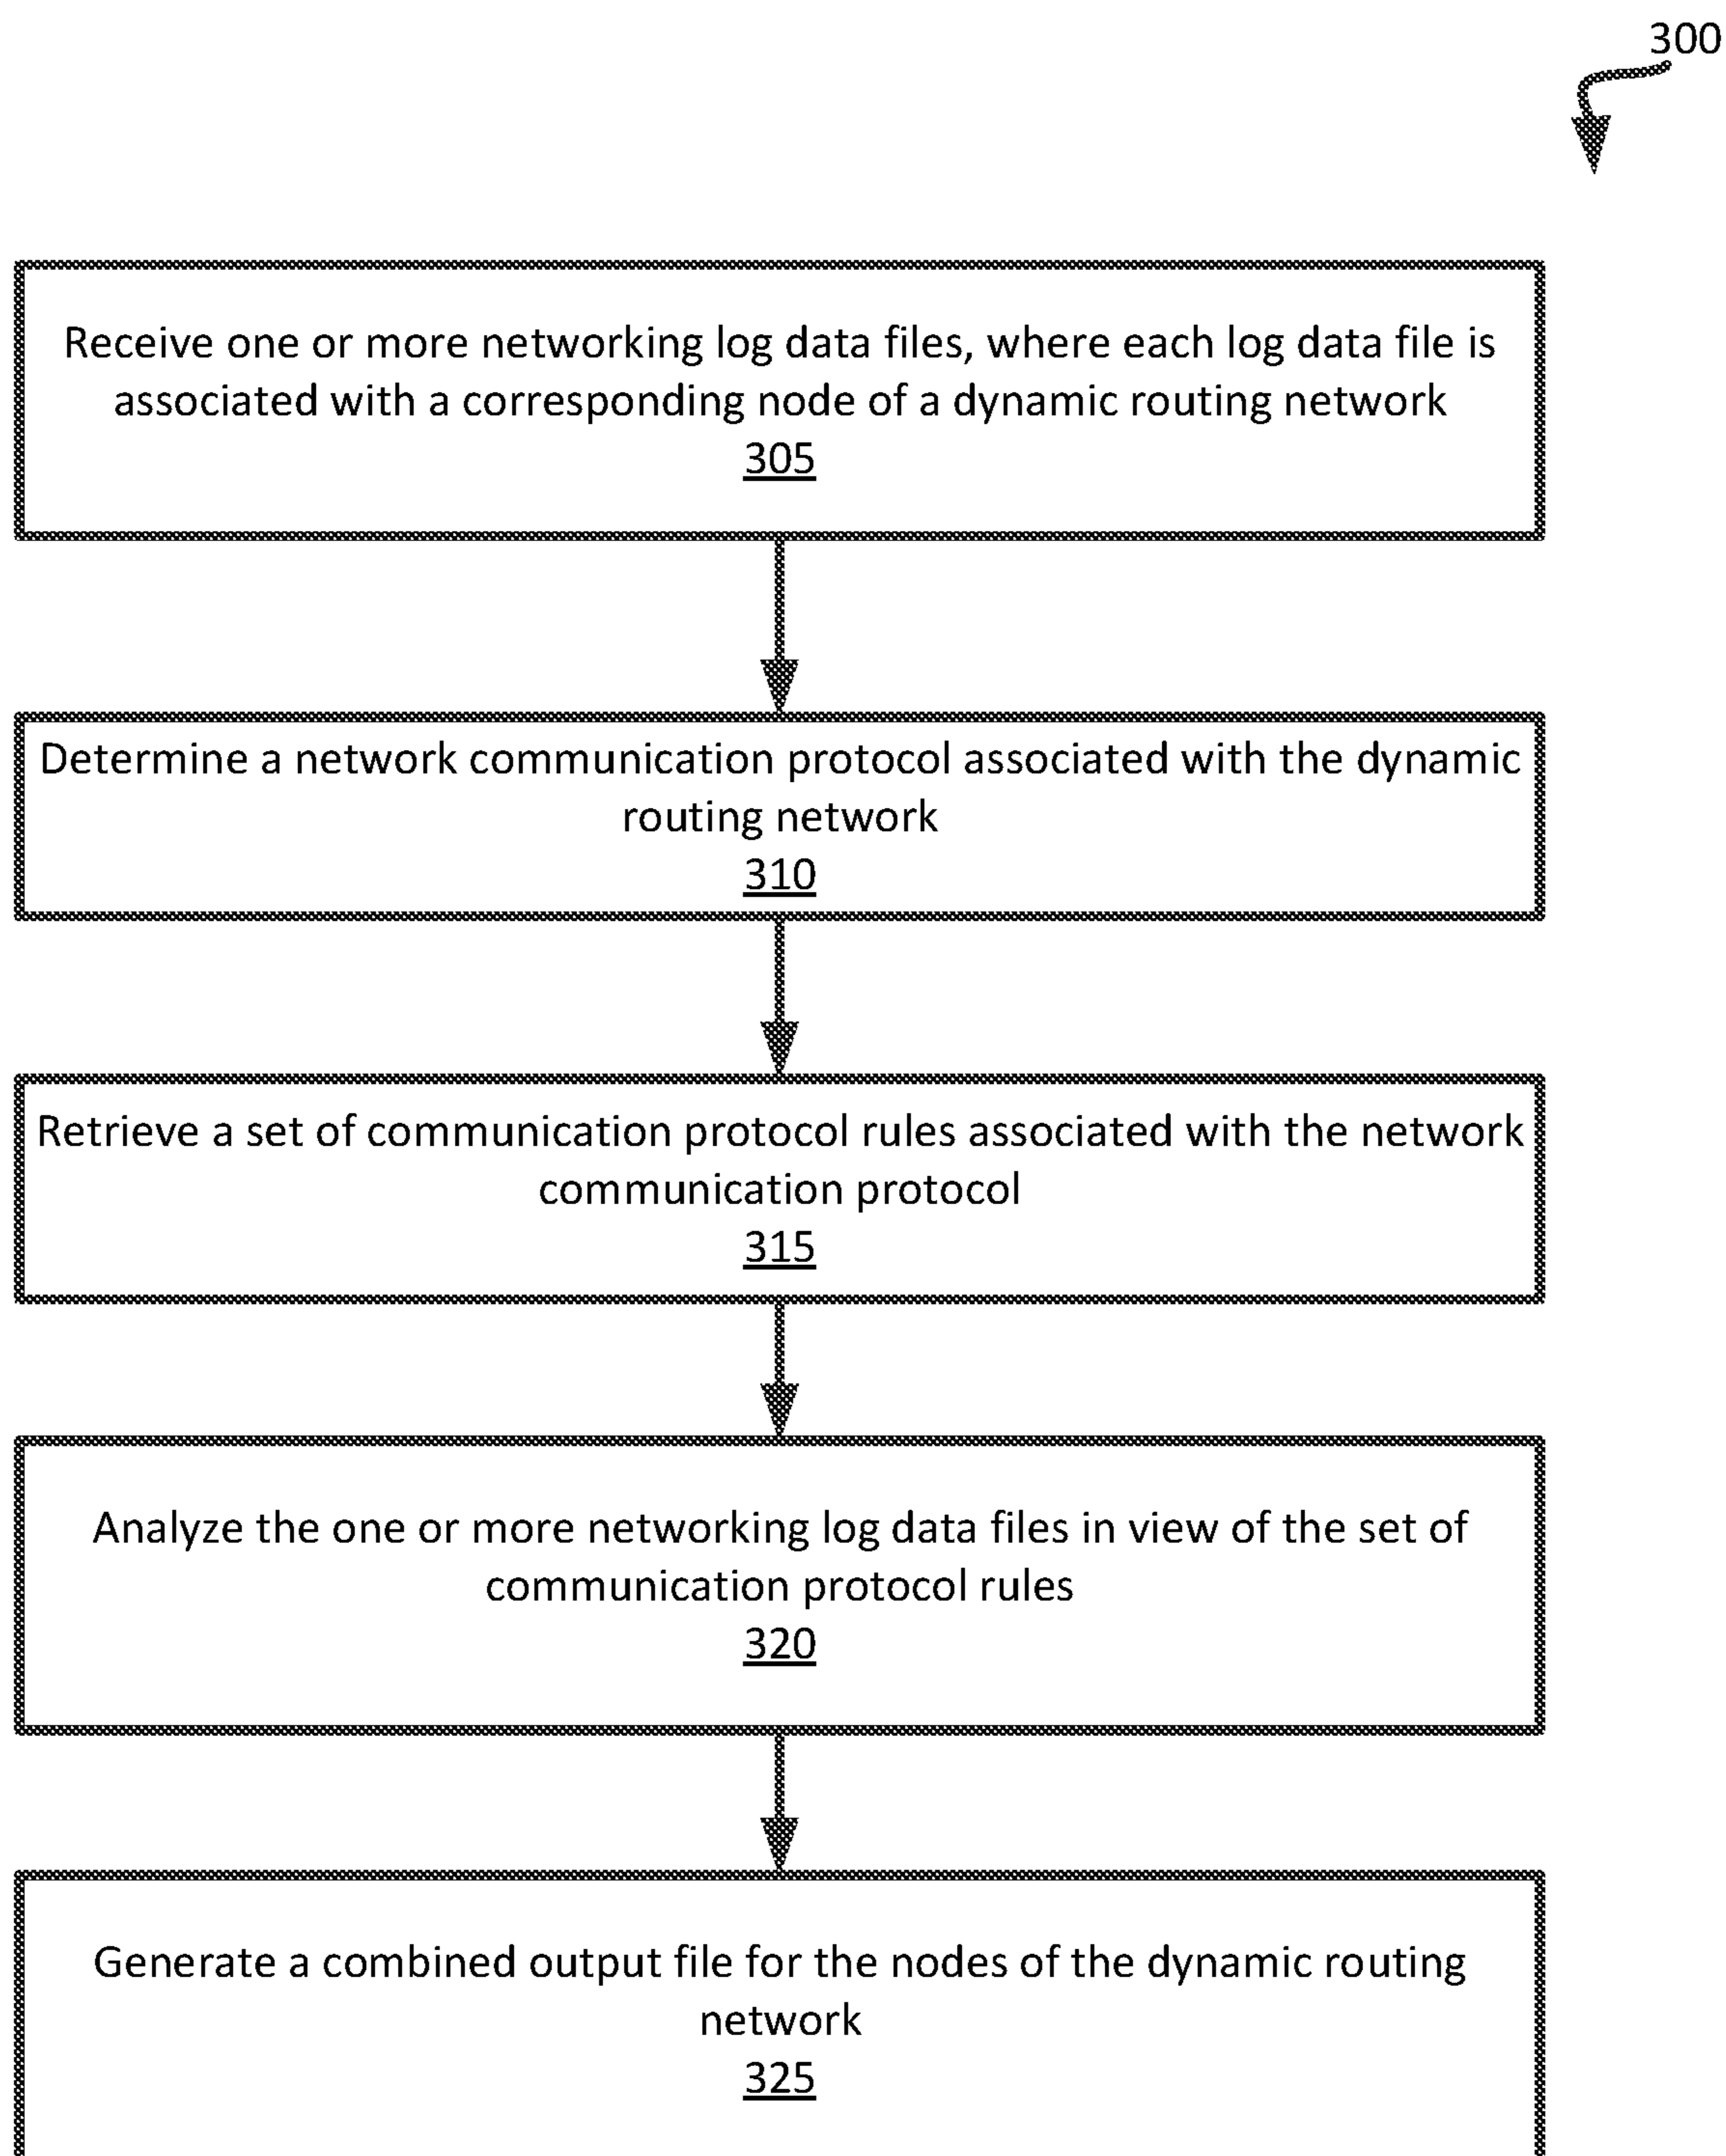 300
Receive one or more networking log data files, where each log data file is
associated with a corresponding node of a dynamic routing network
305
Determine a network communication protocol associated with the dynamic
routing network
310
Retrieve a set of communication protocol rules associated with the network
communication protocol
315
Analyze the one or more networking log data files in view of the set of
communication protocol rules
320
Generate a combined output file for the nodes of the dynamic routing
network
325